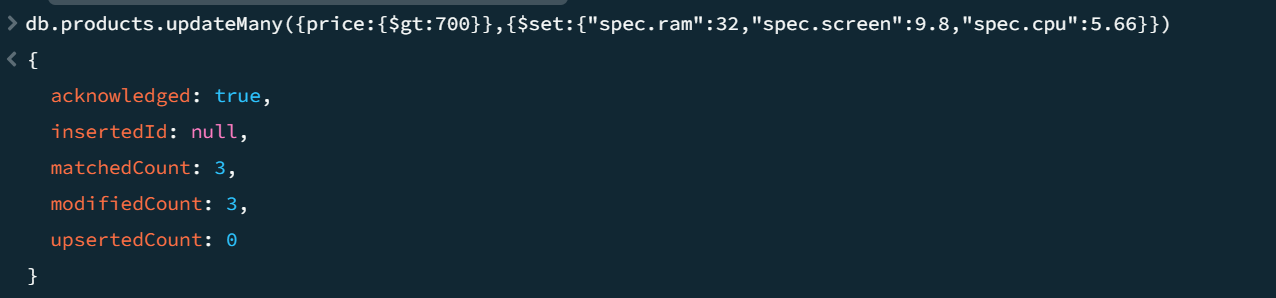 > db.products.updateMany({price:{$gt:700}},{$set:{"spec.ram":32,"spec.screen":9.8,"spec.cpu":5.66}})
< {
acknowledged: true,
insertedId: null,
matchedCount: 3,
modifiedCount: 3,
upsertedCount: 0
}